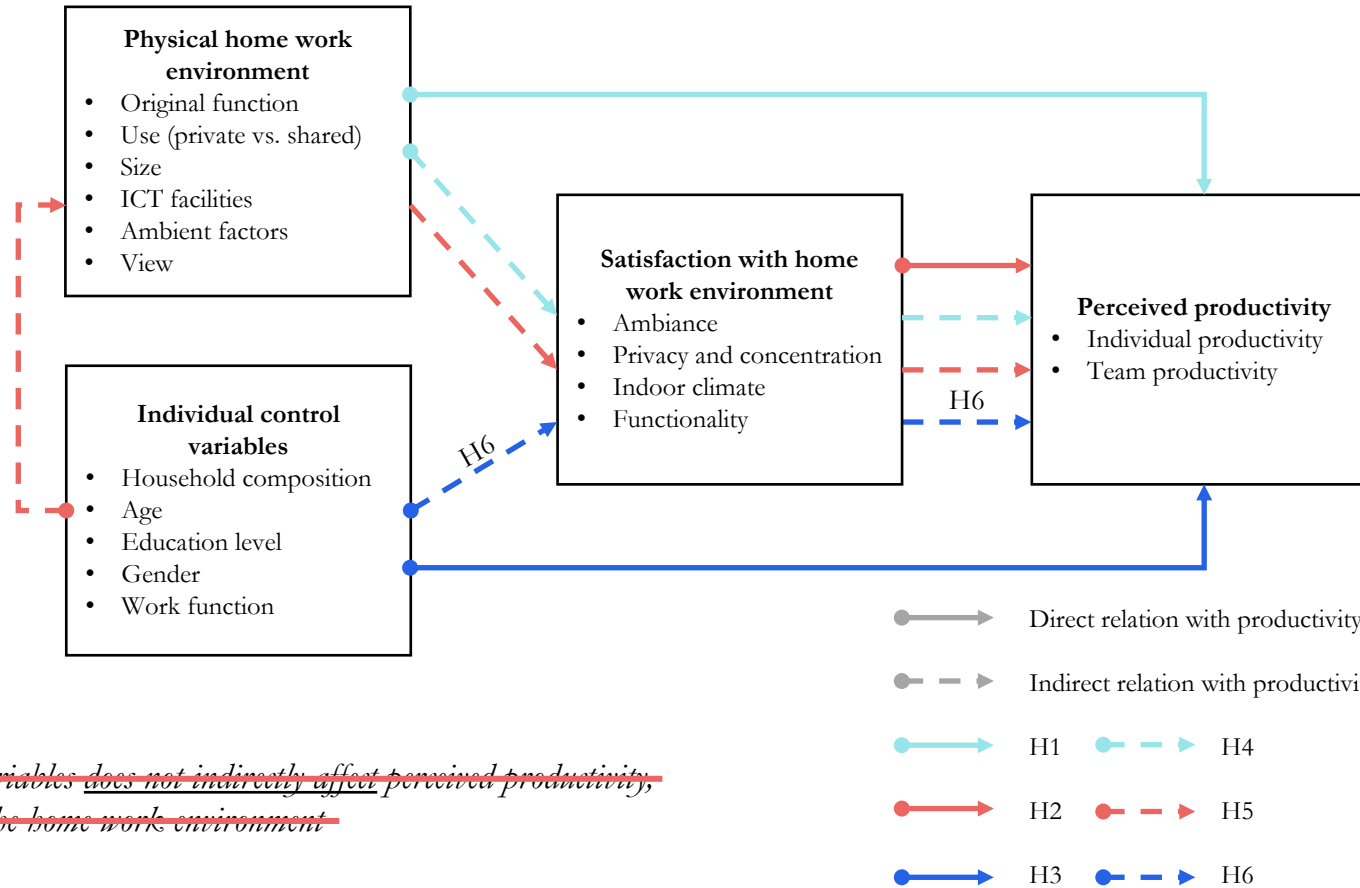 Physical home work
environment
• Original function
• Use (private vs. shared)
• Size
• ICT facilities
• Ambient factors
• View
Individual control
variables
• Household composition
• Age
• Education level
• Gender
• Work function
Satisfaction with home
work environment
• Ambiance
• Privacy and concentration
• Indoor climate
• Functionality
Perceived productivity
• Individual productivity
• Team productivity
H6
H6
Direct relation with productivity
Indirect relation with
H1 H4
H2 H5
H3 H6
does not indirectly affect perceived productivity,
home work environment